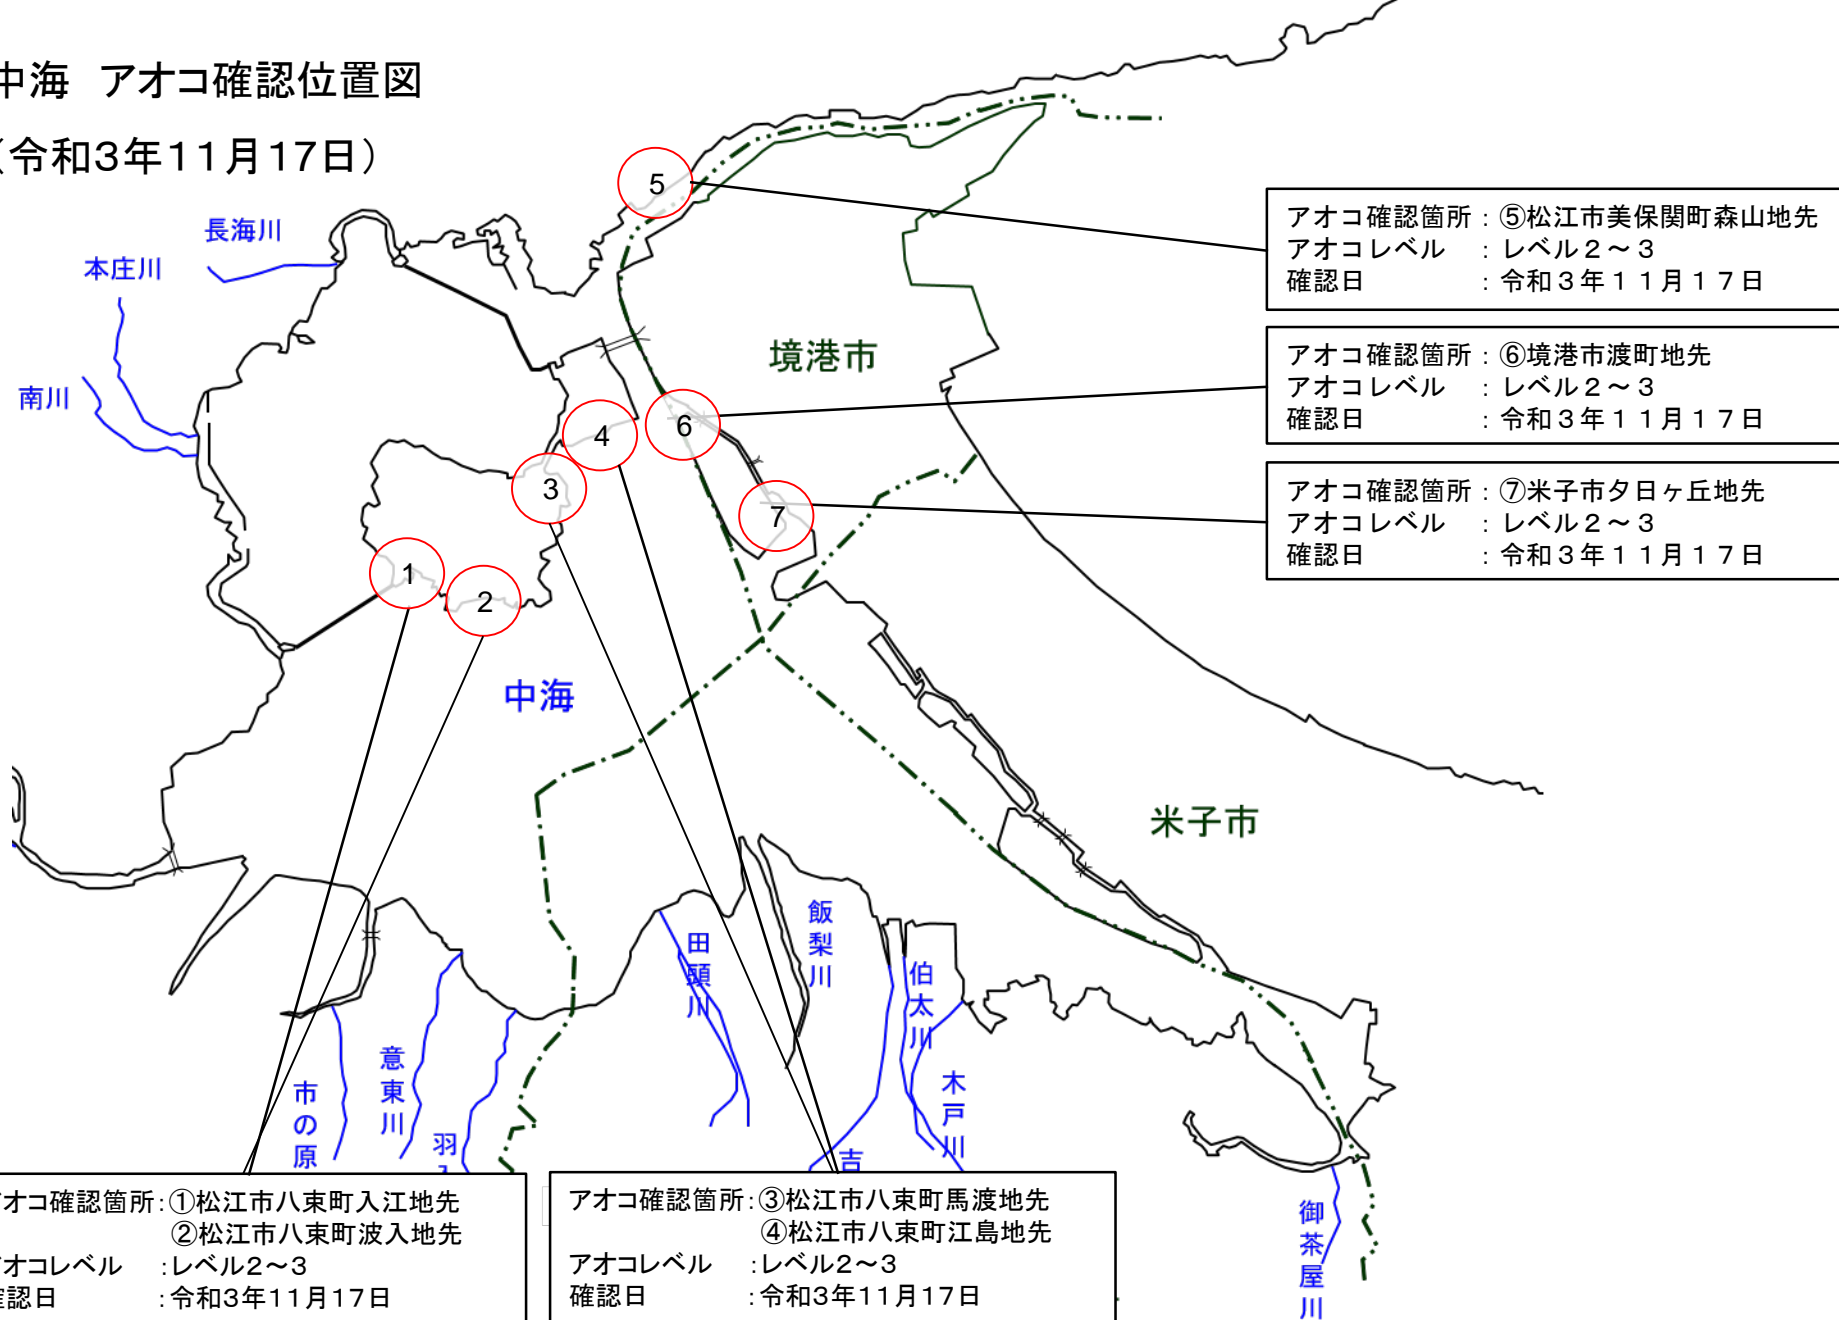 中海 アオコ確認位置図
（令和3年11月17日）
長海川
本庄川
南川
境港市
中海
米子市
5
6
4
3
7
1
2
アオコ確認箇所：⑤松江市美保関町森山地先
アオコレベル ：レベル２～３
確認日 ：令和３年１１月１７日
アオコ確認箇所：⑥境港市渡町地先
アオコレベル ：レベル２～３
確認日 ：令和３年１１月１７日
アオコ確認箇所：⑦米子市夕日ヶ丘地先
アオコレベル ：レベル２～３
確認日 ：令和３年１１月１７日
市の原
意東川
羽
田頭川
飯梨川
吉
伯太川
木戸川
御茶屋川
オコ確認箇所：①松江市八束町入江地先
②松江市八束町波入地先
オコレベル ：レベル2～3
認日 ：令和3年11月17日
アオコ確認箇所：③松江市八束町馬渡地先
④松江市八束町江島地先
アオコレベル ：レベル2～3
確認日 ：令和3年11月17日